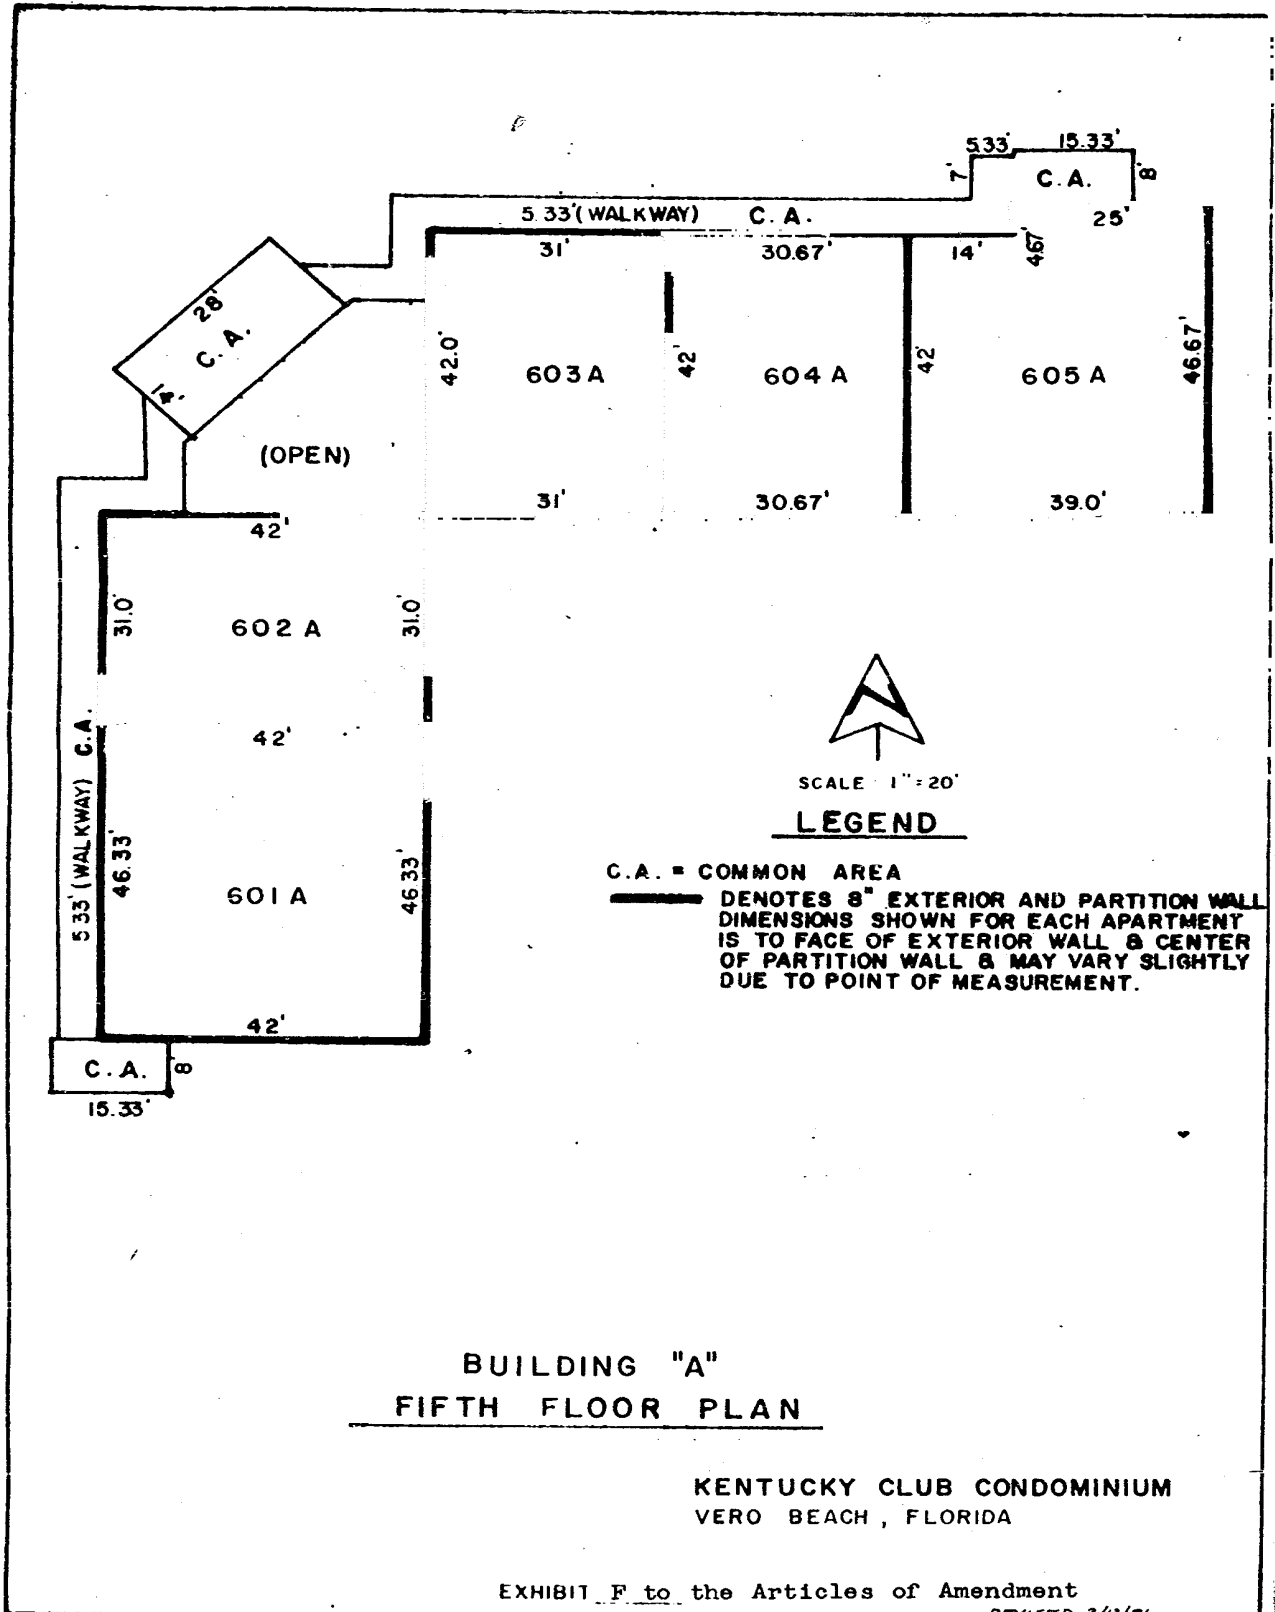 5.33' 15.33'
7' C.A. 8'
5.33' (WALKWAY) C.A. 25'
31' 30.67' 14' 4.67'
28' C.A. 14'
42.0' 603 A 42' 604 A 42' 605 A 46.67'
(OPEN)
31' 30.67' 39.0'
42'
31.0' 602 A 31.0'
42'
5.33' (WALKWAY) C.A.
46.33' 601 A 46.33'
42'
C.A. 8
15.33'
N
SCALE 1"=20'
LEGEND
C.A. = COMMON AREA
DENOTES 8" EXTERIOR AND PARTITION WALL
DIMENSIONS SHOWN FOR EACH APARTMENT
IS TO FACE OF EXTERIOR WALL & CENTER
OF PARTITION WALL & MAY VARY SLIGHTLY
DUE TO POINT OF MEASUREMENT.
BUILDING "A"
FIFTH FLOOR PLAN
KENTUCKY CLUB CONDOMINIUM
VERO BEACH, FLORIDA
EXHIBIT F to the Articles of Amendment